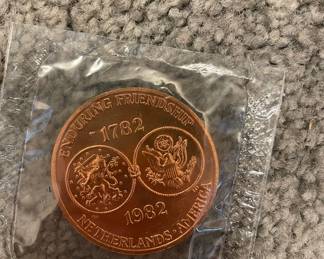 ENDURING FRIENDSHIP
1782
1982
NETHERLANDS · AMERICA